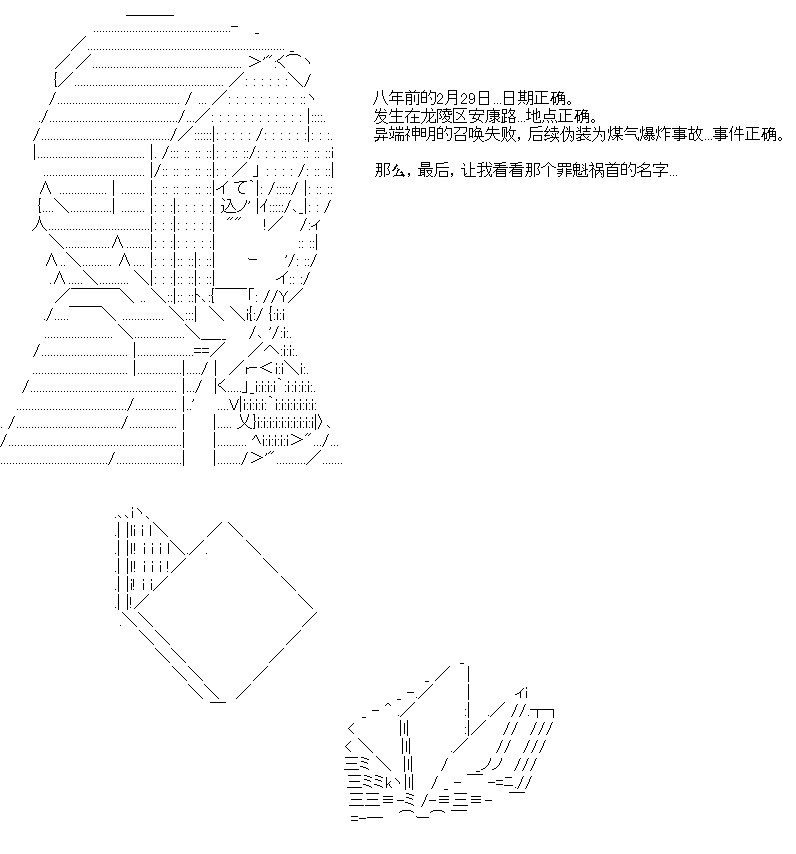 八年前的2月29日...日期正确。
发生在龙陵区安康路...地点正确。
异端神明的召唤失败，后续伪装为煤气爆炸事故...事件正确。
那么，最后，让我看看那个罪魁祸首的名字...